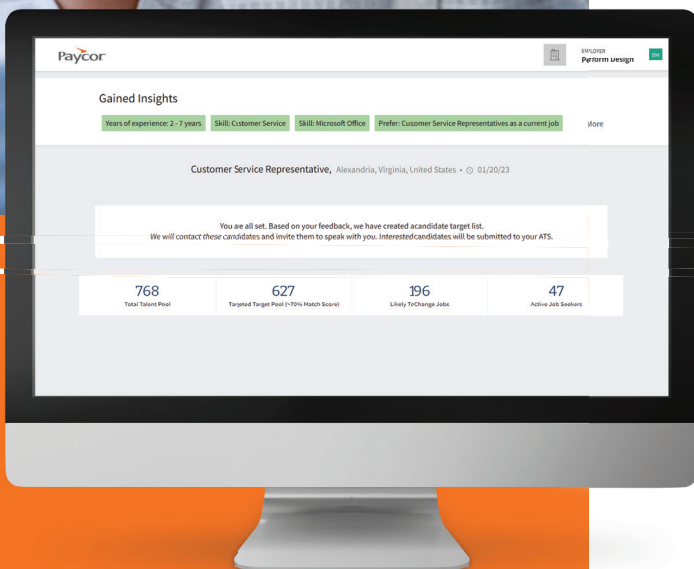 Paycor
EMPLOYER
Perform Design
Gained Insights
Years of experience: 2 - 7 years Skill: Customer Service Skill: Microsoft Office Prefer: Cusomer Service Representatives as a current job More
Customer Service Representative, Alexandria, Virginia, United States • 01/20/23
You are all set. Based on your feedback, we have created acandidate target list.
We will contact these candidates and invite them to speak with you. Interestedcandidates will be submitted to your ATS.
768 627 196 47
Total Talent Pool Targeted Target Pool (~70% Match Score) Likely ToChange Jobs Active Job Seekers